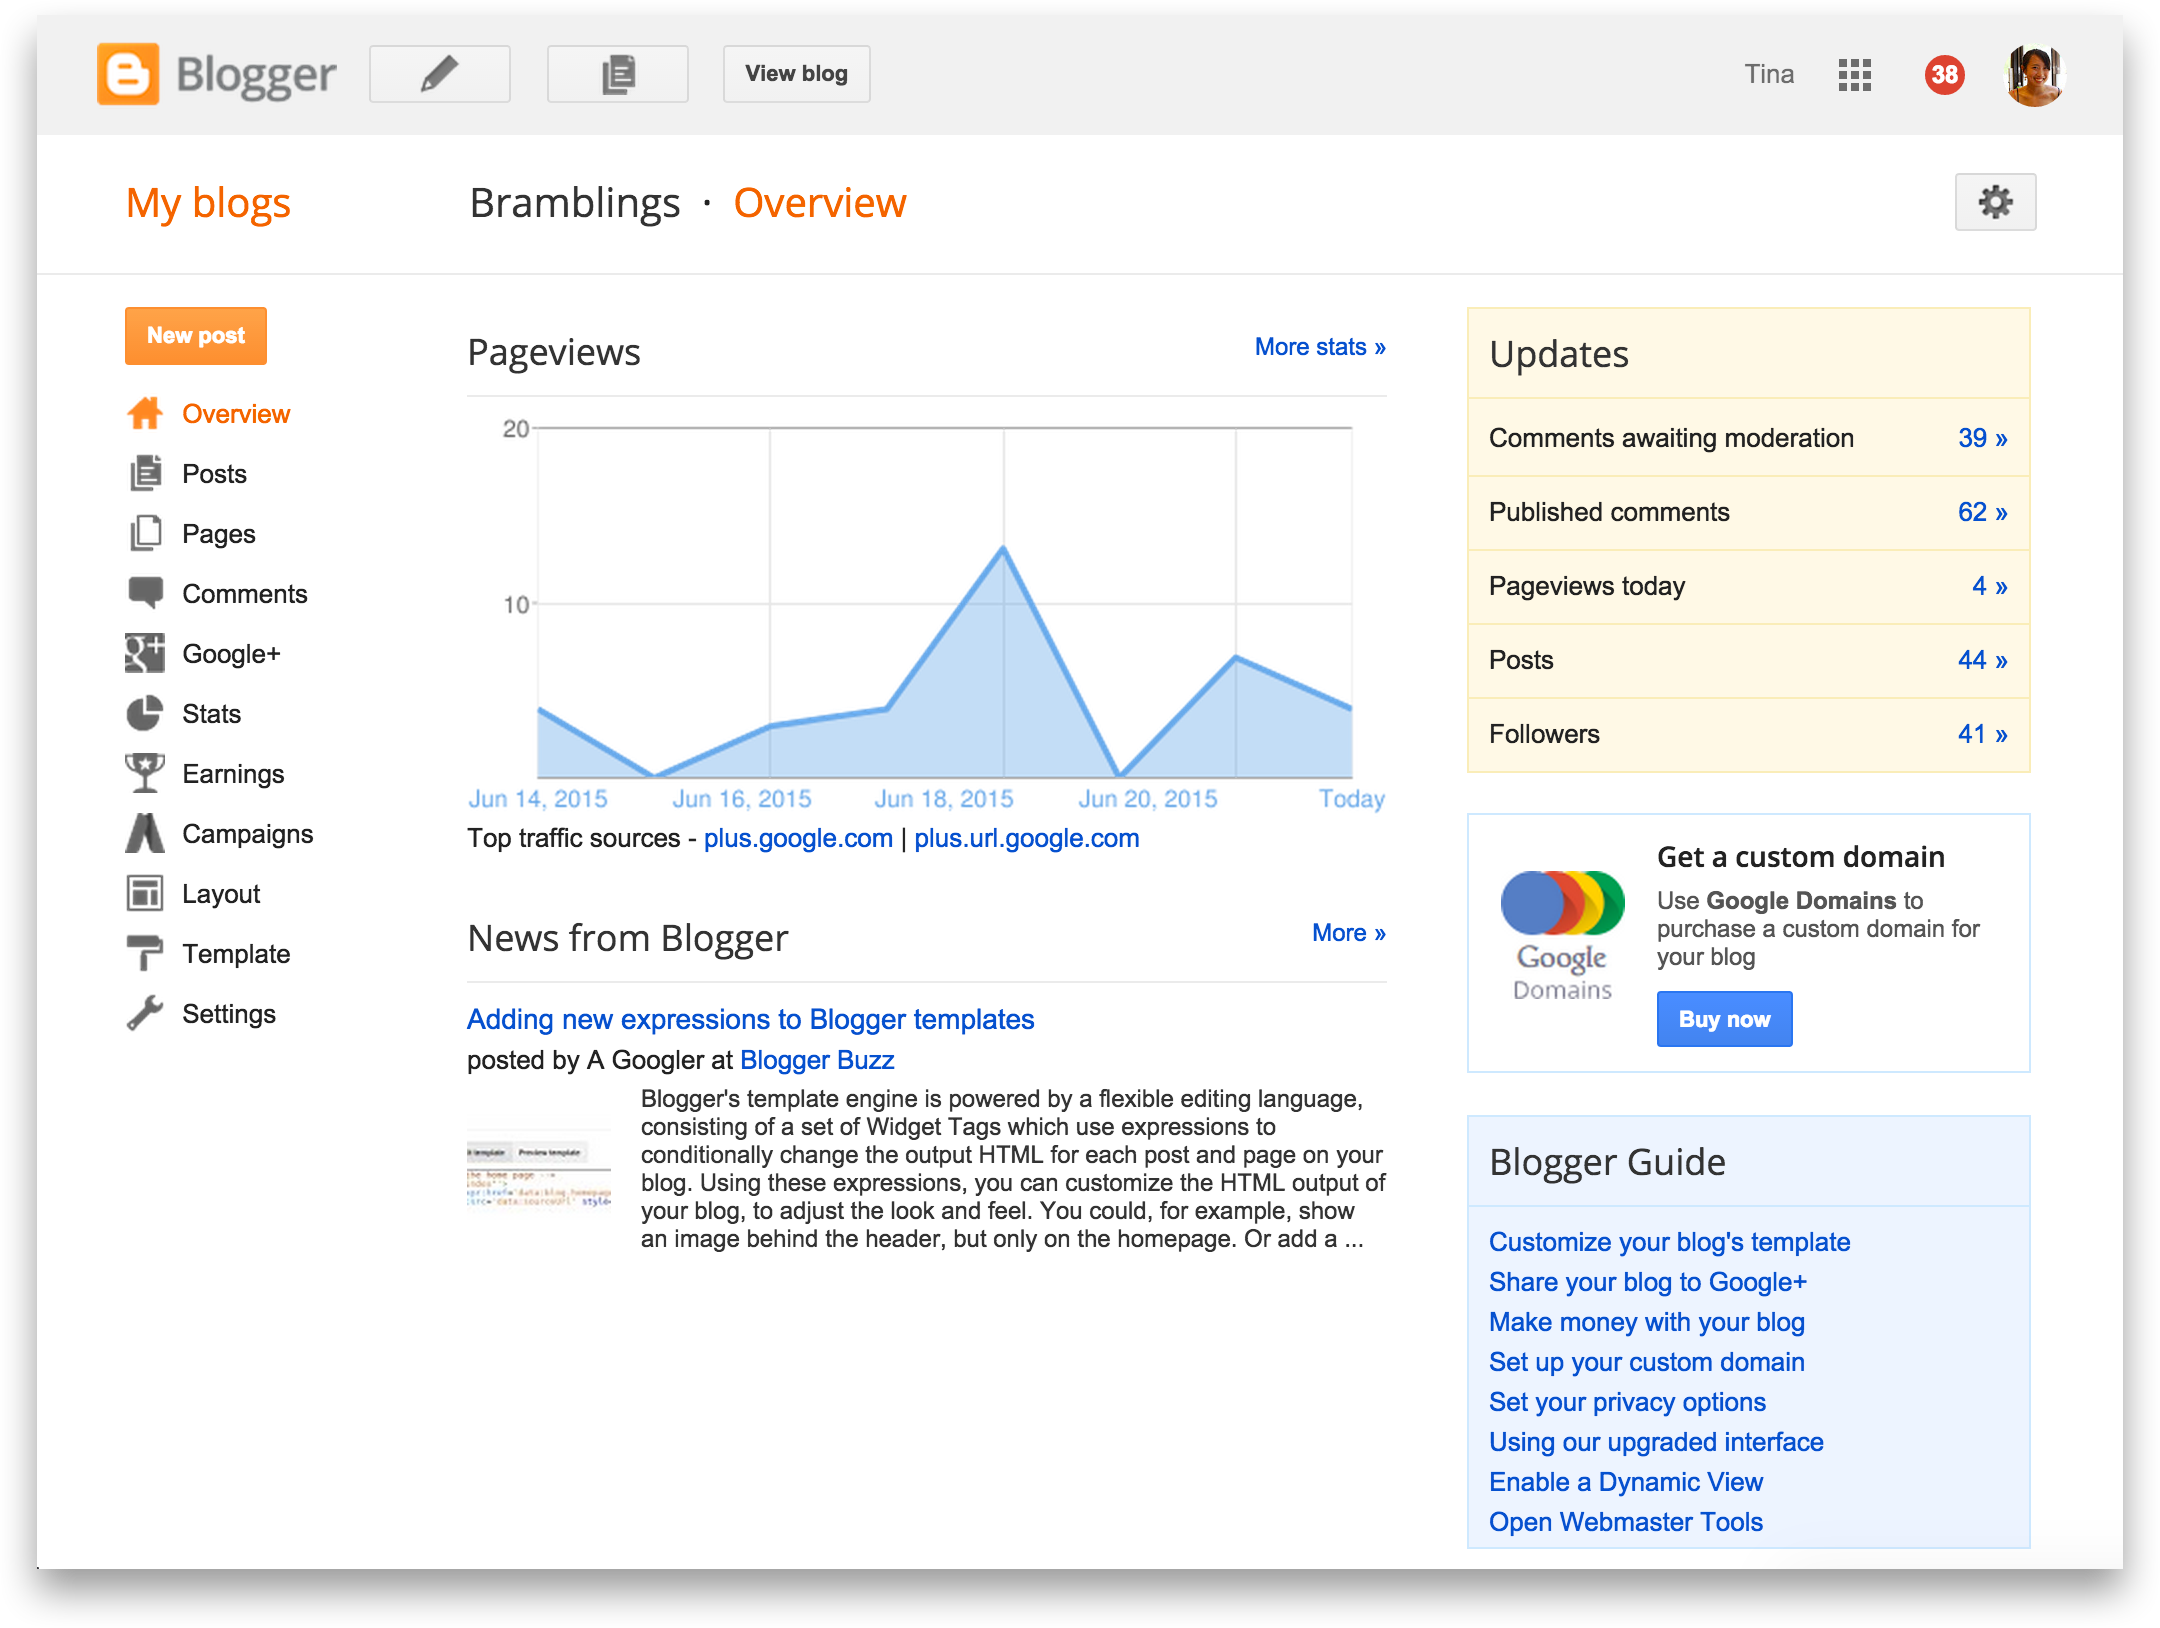 Blogger
View blog
Tina
38
My blogs
Bramblings · Overview
New post
Overview
Posts
Pages
Comments
Google+
Stats
Earnings
Campaigns
Layout
Template
Settings
Pageviews
More stats »
20
10
Jun 14, 2015 Jun 16, 2015 Jun 18, 2015 Jun 20, 2015 Today
Top traffic sources - plus.google.com | plus.url.google.com
News from Blogger
More »
Adding new expressions to Blogger templates
posted by A Googler at Blogger Buzz
template Preview template
the home page
Blogger's template engine is powered by a flexible editing language,
consisting of a set of Widget Tags which use expressions to
conditionally change the output HTML for each post and page on your
blog. Using these expressions, you can customize the HTML output of
your blog, to adjust the look and feel. You could, for example, show
an image behind the header, but only on the homepage. Or add a ...
Updates
Comments awaiting moderation 39 »
Published comments 62 »
Pageviews today 4 »
Posts 44 »
Followers 41 »
Google
Domains
Get a custom domain
Use Google Domains to
purchase a custom domain for
your blog
Buy now
Blogger Guide
Customize your blog's template
Share your blog to Google+
Make money with your blog
Set up your custom domain
Set your privacy options
Using our upgraded interface
Enable a Dynamic View
Open Webmaster Tools